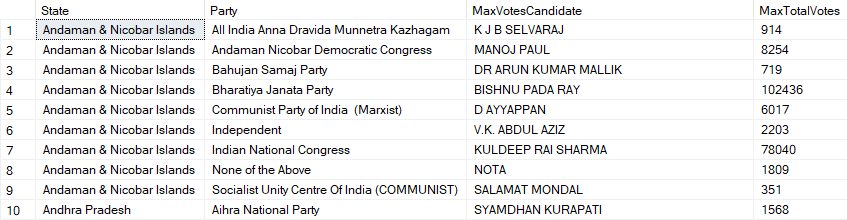 State Party MaxVotesCandidate MaxTotalVotes
1 Andaman & Nicobar Islands All India Anna Dravida Munnetra Kazhagam K J B SELVARAJ 914
2 Andaman & Nicobar Islands Andaman Nicobar Democratic Congress MANOJ PAUL 8254
3 Andaman & Nicobar Islands Bahujan Samaj Party DR ARUN KUMAR MALLIK 719
4 Andaman & Nicobar Islands Bharatiya Janata Party BISHNU PADA RAY 102436
5 Andaman & Nicobar Islands Communist Party of India (Marxist) D AYYAPPAN 6017
6 Andaman & Nicobar Islands Independent V.K. ABDUL AZIZ 2203
7 Andaman & Nicobar Islands Indian National Congress KULDEEP RAI SHARMA 78040
8 Andaman & Nicobar Islands None of the Above NOTA 1809
9 Andaman & Nicobar Islands Socialist Unity Centre Of India (COMMUNIST) SALAMAT MONDAL 351
10 Andhra Pradesh Aihra National Party SYAMDHAN KURAPATI 1568